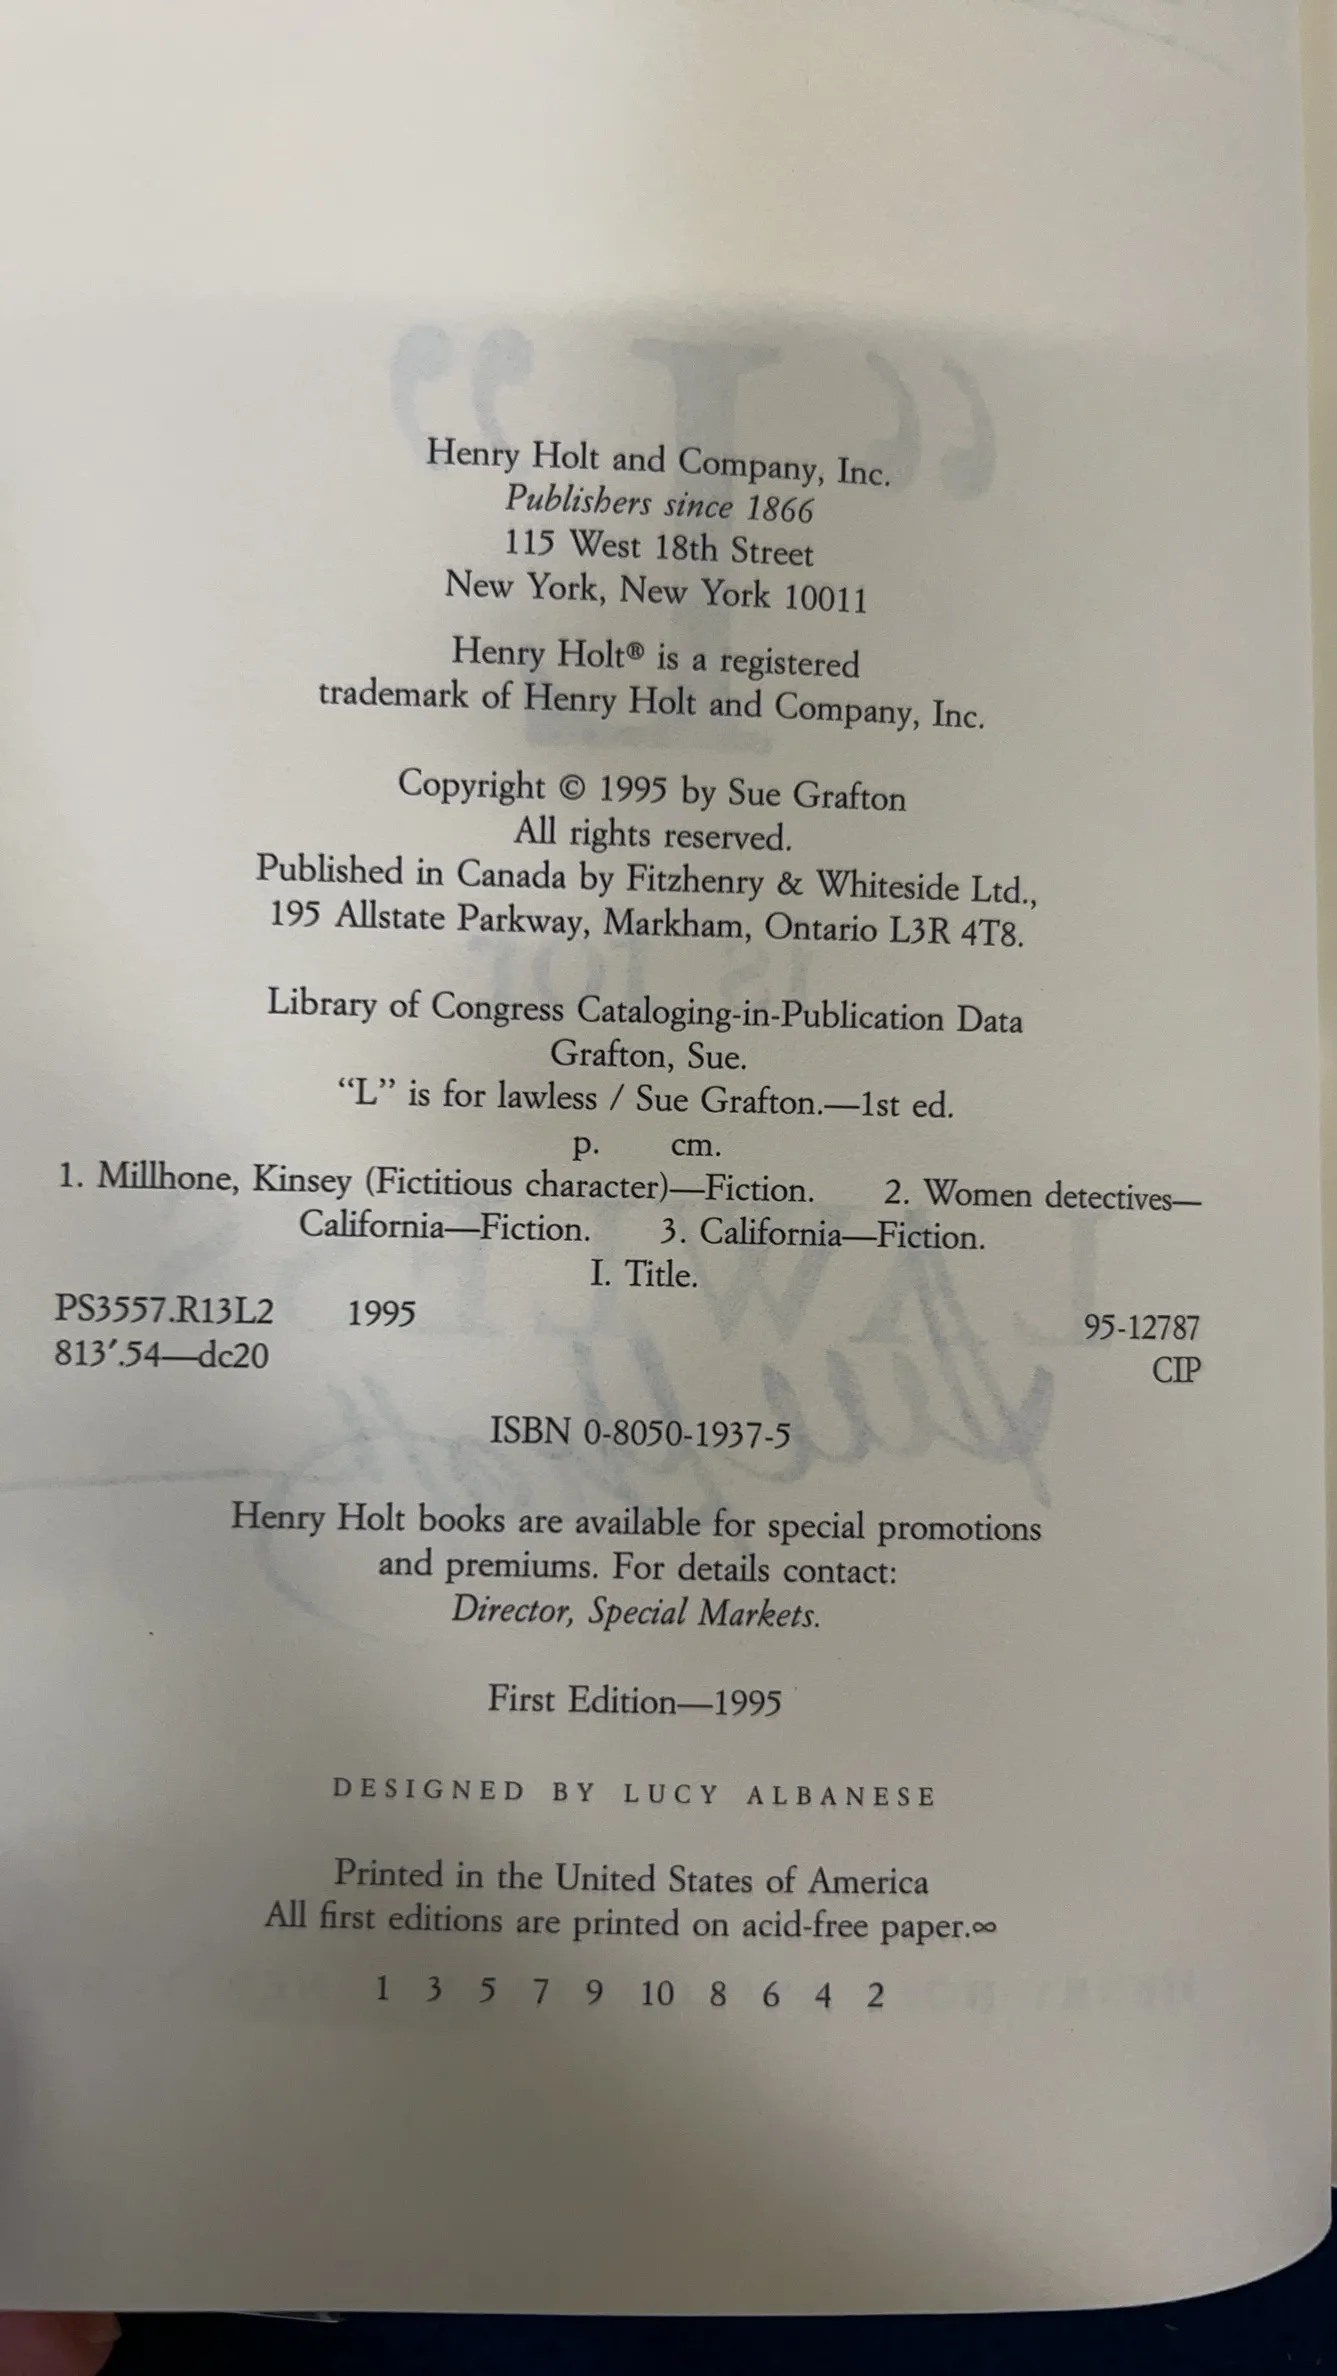 Henry Holt and Company, Inc.
Publishers since 1866
115 West 18th Street
New York, New York 10011
Henry Holt® is a registered
trademark of Henry Holt and Company, Inc.
Copyright © 1995 by Sue Grafton
All rights reserved.
Published in Canada by Fitzhenry & Whiteside Ltd.,
195 Allstate Parkway, Markham, Ontario L3R 4T8.
Library of Congress Cataloging-in-Publication Data
Grafton, Sue.
“L” is for lawless / Sue Grafton.—1st ed.
p. cm.
1. Millhone, Kinsey (Fictitious character)—Fiction. 2. Women detectives—
California—Fiction. 3. California—Fiction.
I. Title.
PS3557.R13L2 1995 95-12787
813′.54—dc20 CIP
ISBN 0-8050-1937-5
Henry Holt books are available for special promotions
and premiums. For details contact:
Director, Special Markets.
First Edition—1995
DESIGNED BY LUCY ALBANESE
Printed in the United States of America
All first editions are printed on acid-free paper.∞
1 3 5 7 9 10 8 6 4 2